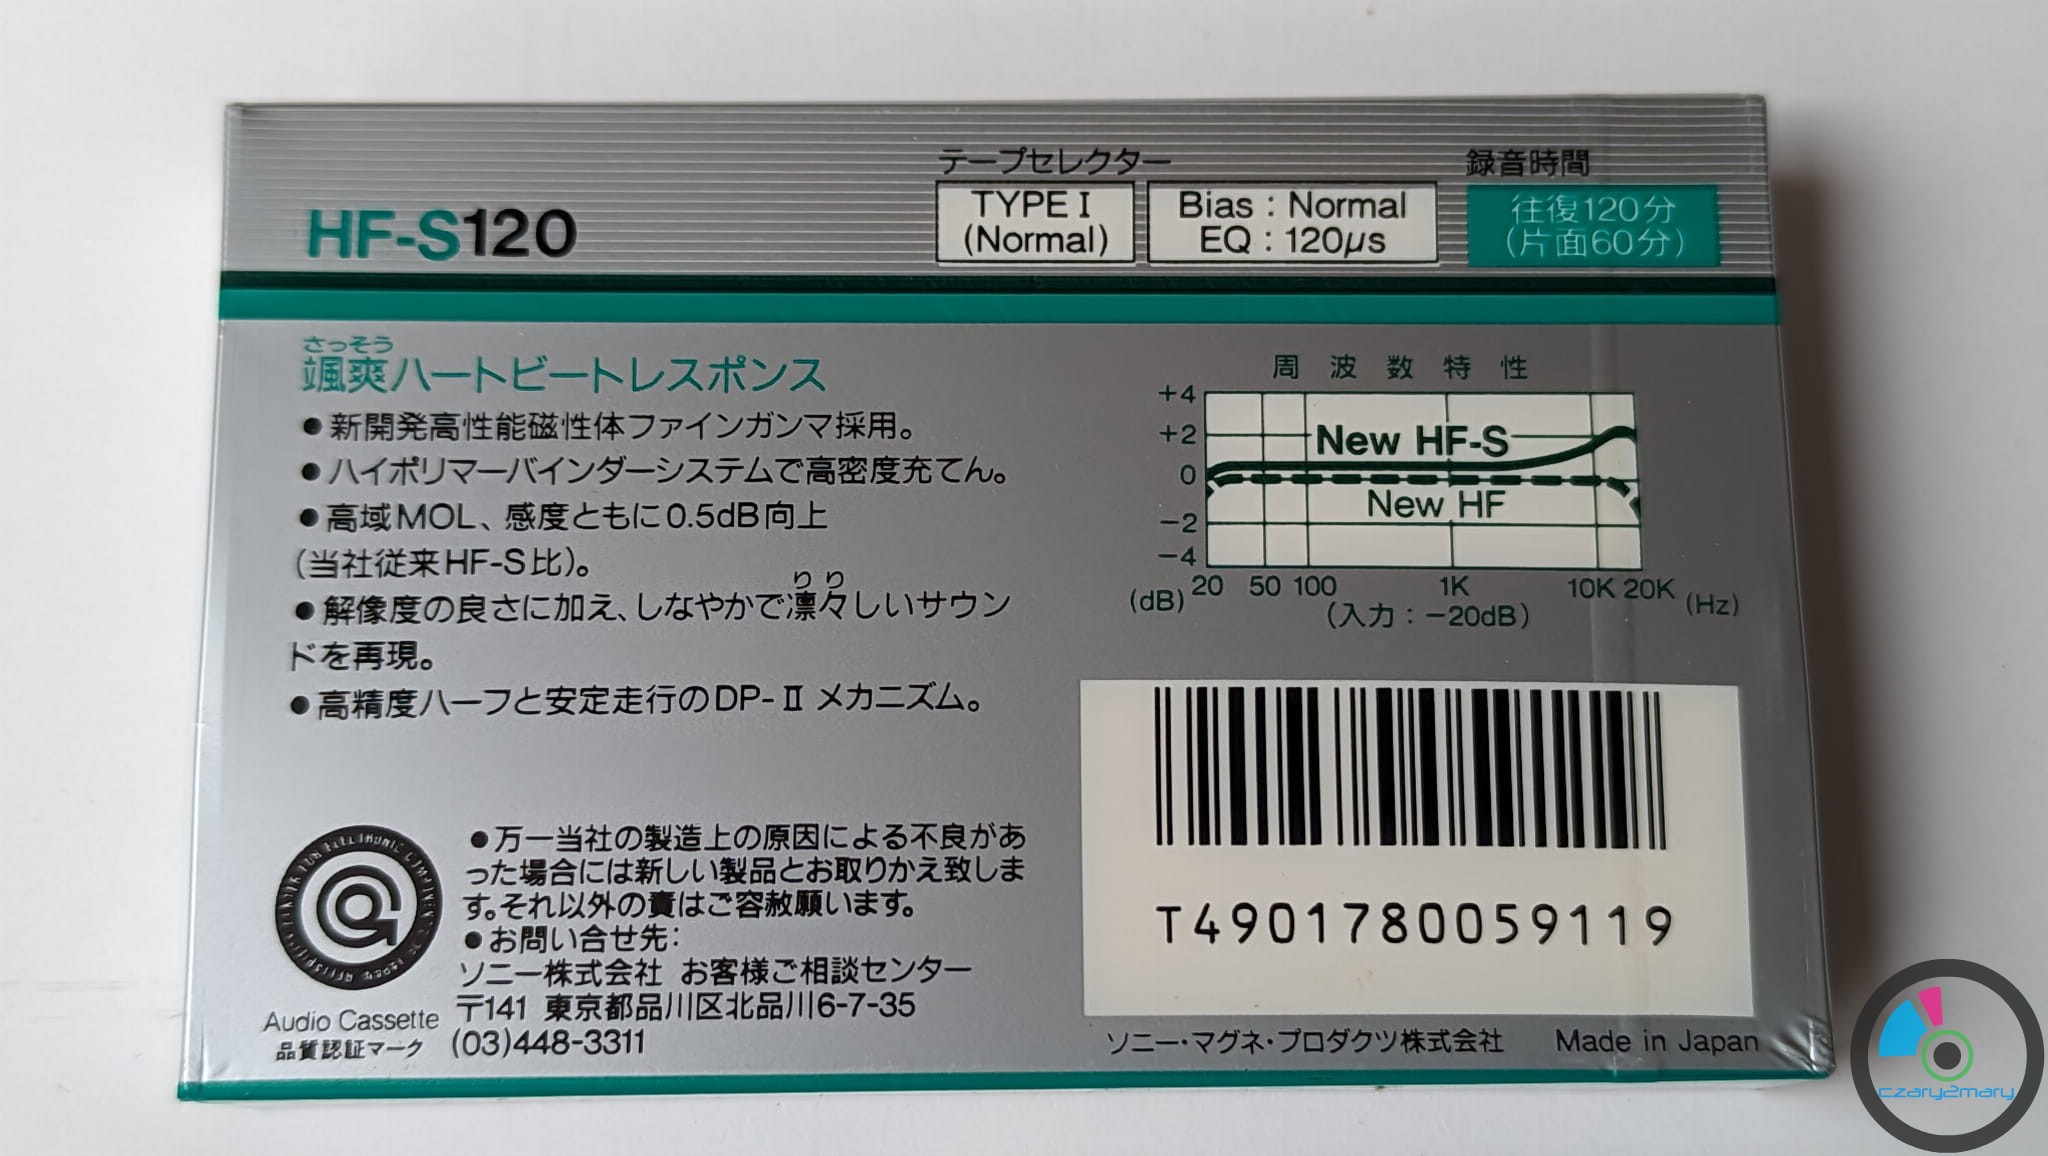 テープセレクター
録音時間
HF-S120
TYPE I
(Normal)
Bias : Normal
EQ : 120μs
往復120分
(片面60分)
さっそう
颯爽ハートビートレスポンス
●新開発高性能磁性体ファインガンマ採用。
●ハイポリマーバインダーシステムで高密度充てん。
●高域MOL、感度ともに0.5dB向上
(当社従来HF-S比)。
りり
●解像度の良さに加え、しなやかで凛々しいサウン
ドを再現。
●高精度ハーフと安定走行のDP-Ⅱ メカニズム。
周波数特性
+4
+2
0
-2
-4
New HF-S
New HF
(dB)
20 50 100 1K 10K 20K
(Hz)
(入力：-20dB)
T4901780059119
●万一当社の製造上の原因による不良があ
った場合には新しい製品とお取りかえ致しま
す。それ以外の責はご容赦願います。
●お問い合せ先:
ソニー株式会社 お客様ご相談センター
〒141 東京都品川区北品川6-7-35
(03)448-3311
Audio Cassette
品質認証マーク
ソニー・マグネ・プロダクツ株式会社 Made in Japan
czary2mary